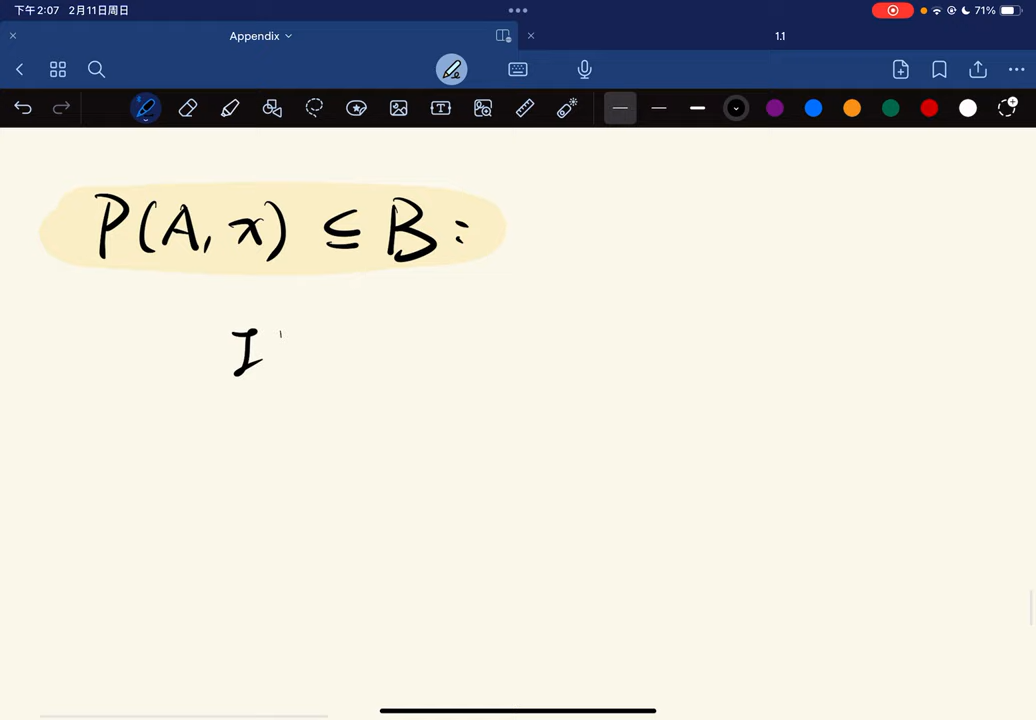 下午2:07 2月11日周日 71%
Appendix 1.1
P(A, x) ≤ B :
I '